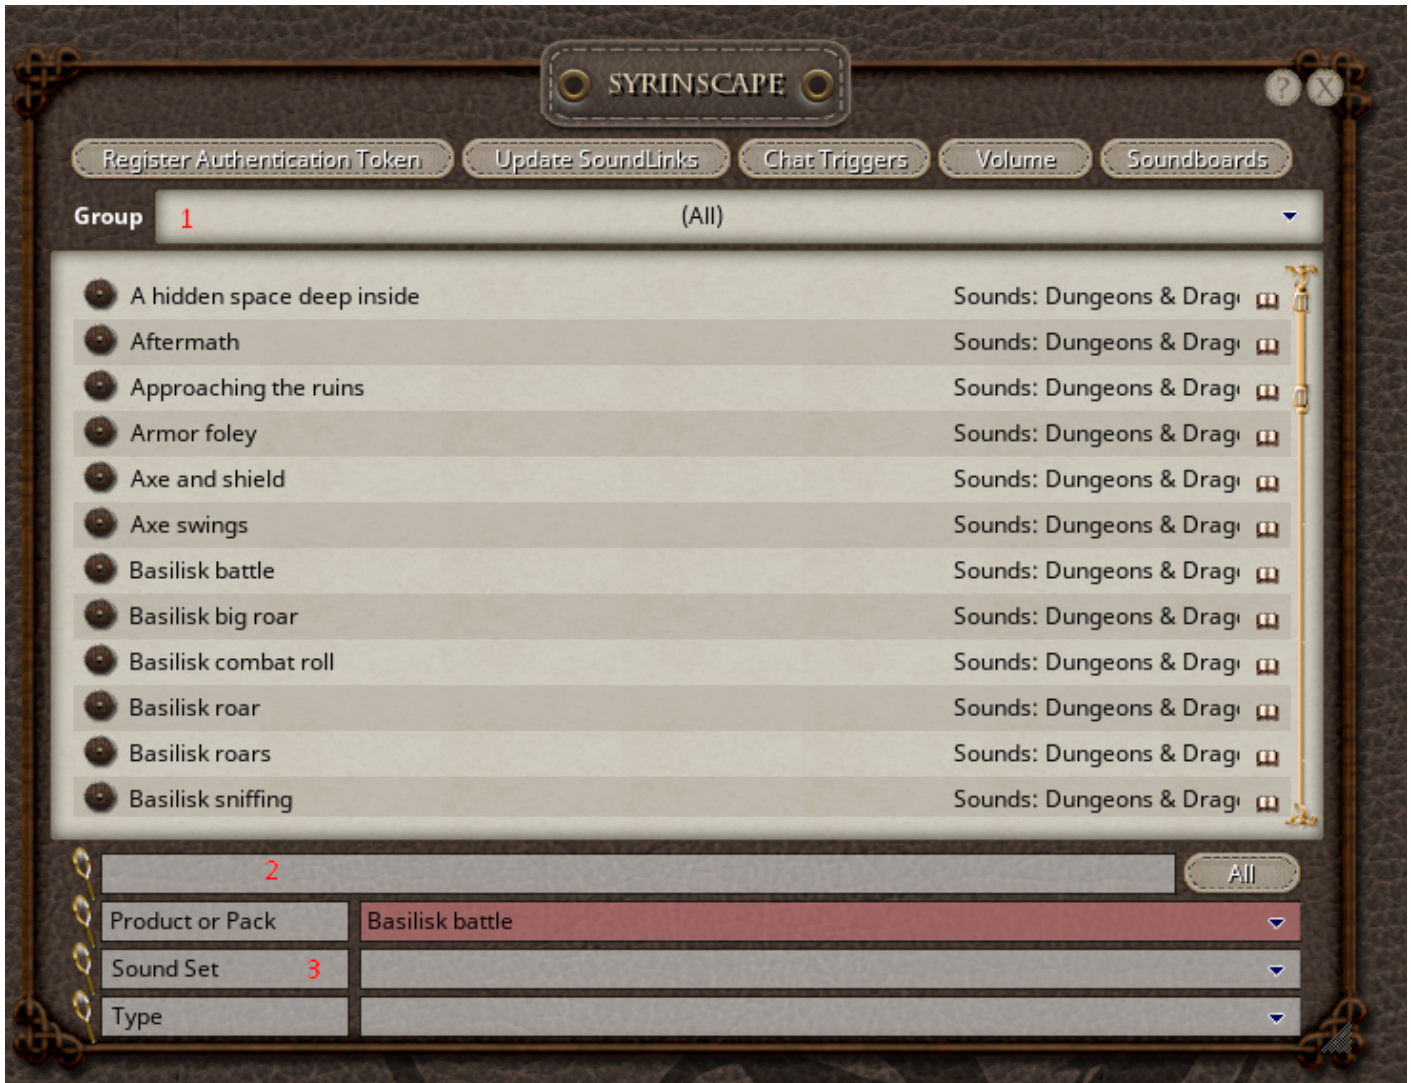 SYRINSCAPE
? X
Register Authentication Token Update SoundLinks Chat Triggers Volume Soundboards
Group 1 (All)
A hidden space deep inside Sounds: Dungeons & Drag
Aftermath Sounds: Dungeons & Drag
Approaching the ruins Sounds: Dungeons & Drag
Armor foley Sounds: Dungeons & Drag
Axe and shield Sounds: Dungeons & Drag
Axe swings Sounds: Dungeons & Drag
Basilisk battle Sounds: Dungeons & Drag
Basilisk big roar Sounds: Dungeons & Drag
Basilisk combat roll Sounds: Dungeons & Drag
Basilisk roar Sounds: Dungeons & Drag
Basilisk roars Sounds: Dungeons & Drag
Basilisk sniffing Sounds: Dungeons & Drag
2 All
Product or Pack Basilisk battle
Sound Set 3
Type